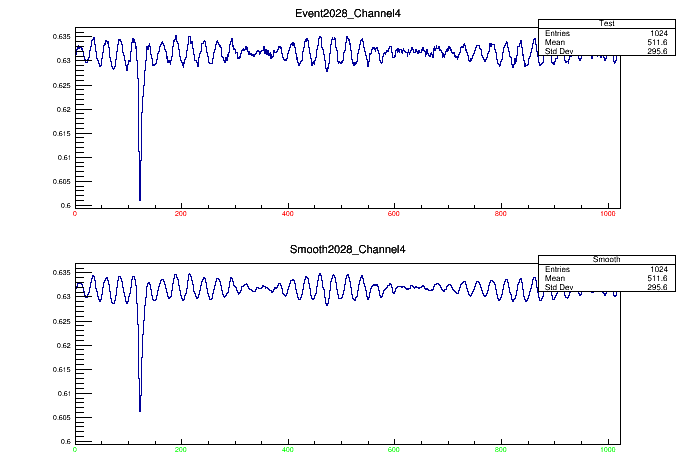 Event2028_Channel4
Test
Entries 1024
Mean 511.6
Std Dev 295.6
0.635
0.63
0.625
0.62
0.615
0.61
0.605
0.6
0 200 400 600 800 1000
Smooth2028_Channel4
Smooth
Entries 1024
Mean 511.6
Std Dev 295.6
0.635
0.63
0.625
0.62
0.615
0.61
0.605
0.6
0 200 400 600 800 1000